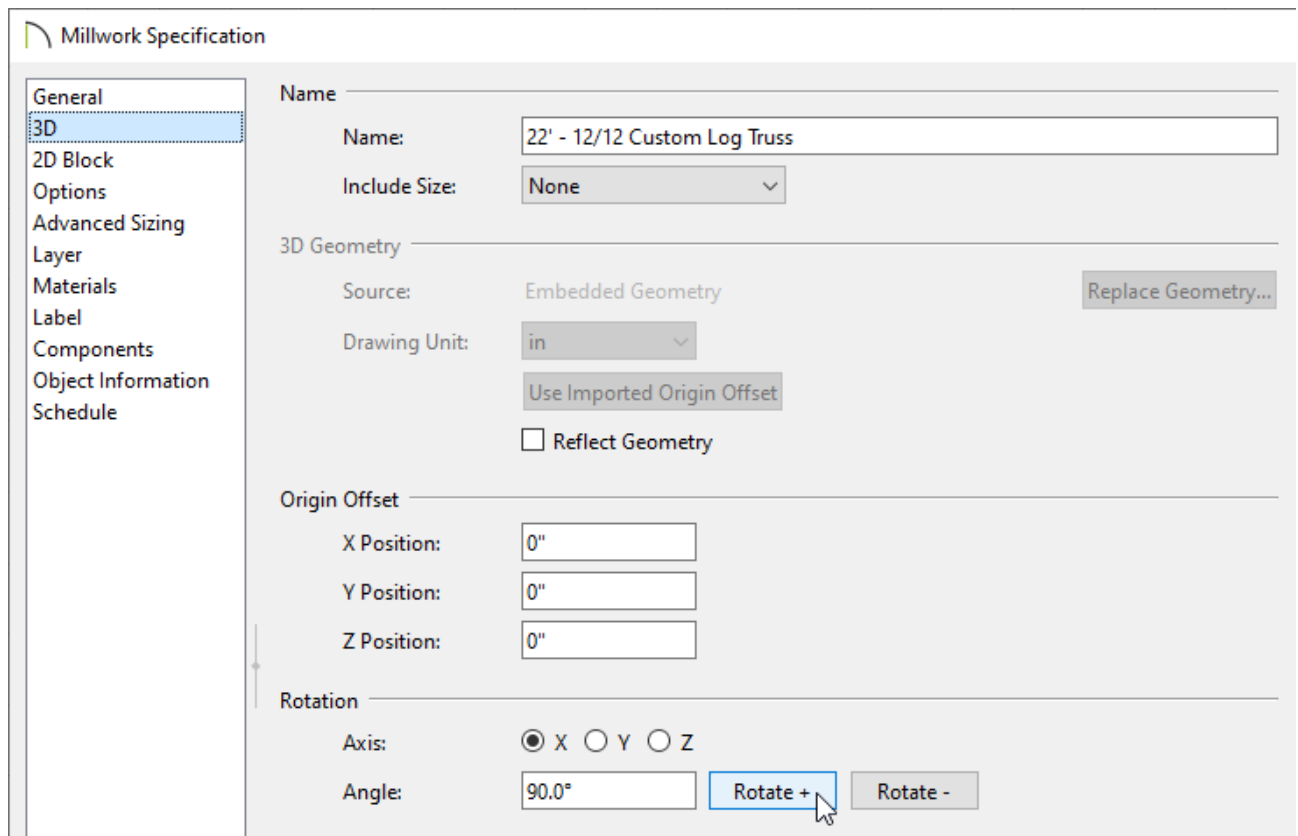 Millwork Specification
General
3D
2D Block
Options
Advanced Sizing
Layer
Materials
Label
Components
Object Information
Schedule
Name
Name: 22' - 12/12 Custom Log Truss
Include Size: None
3D Geometry
Source: Embedded Geometry Replace Geometry...
Drawing Unit: in
Use Imported Origin Offset
Reflect Geometry
Origin Offset
X Position: 0"
Y Position: 0"
Z Position: 0"
Rotation
Axis: X Y Z
Angle: 90.0° Rotate + Rotate -